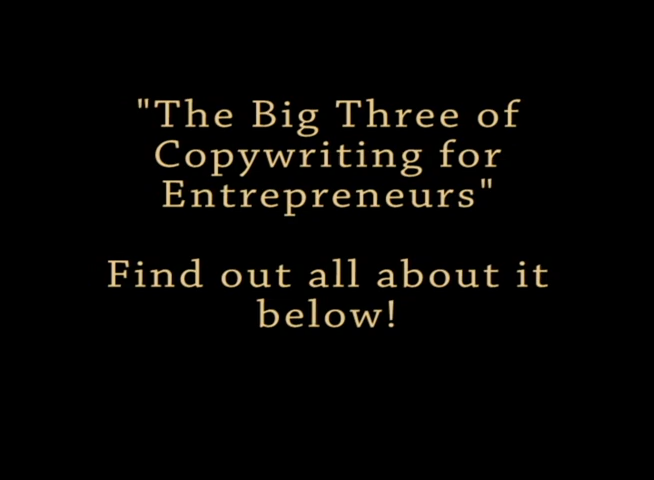 "The Big Three of
Copywriting for
Entrepreneurs"
Find out all about it
below!